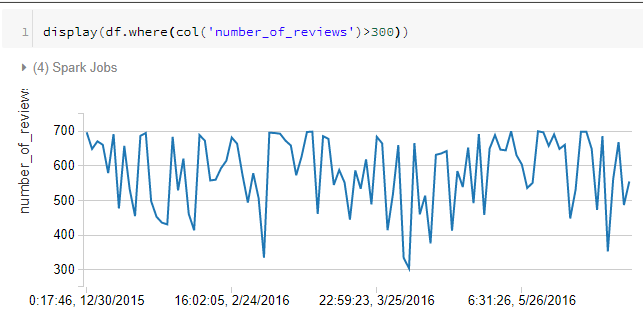 1 display(df.where(col('number_of_reviews')>300))
(4) Spark Jobs
number_of_reviews
700
600
500
400
300
0:17:46, 12/30/2015 16:02:05, 2/24/2016 22:59:23, 3/25/2016 6:31:26, 5/26/2016